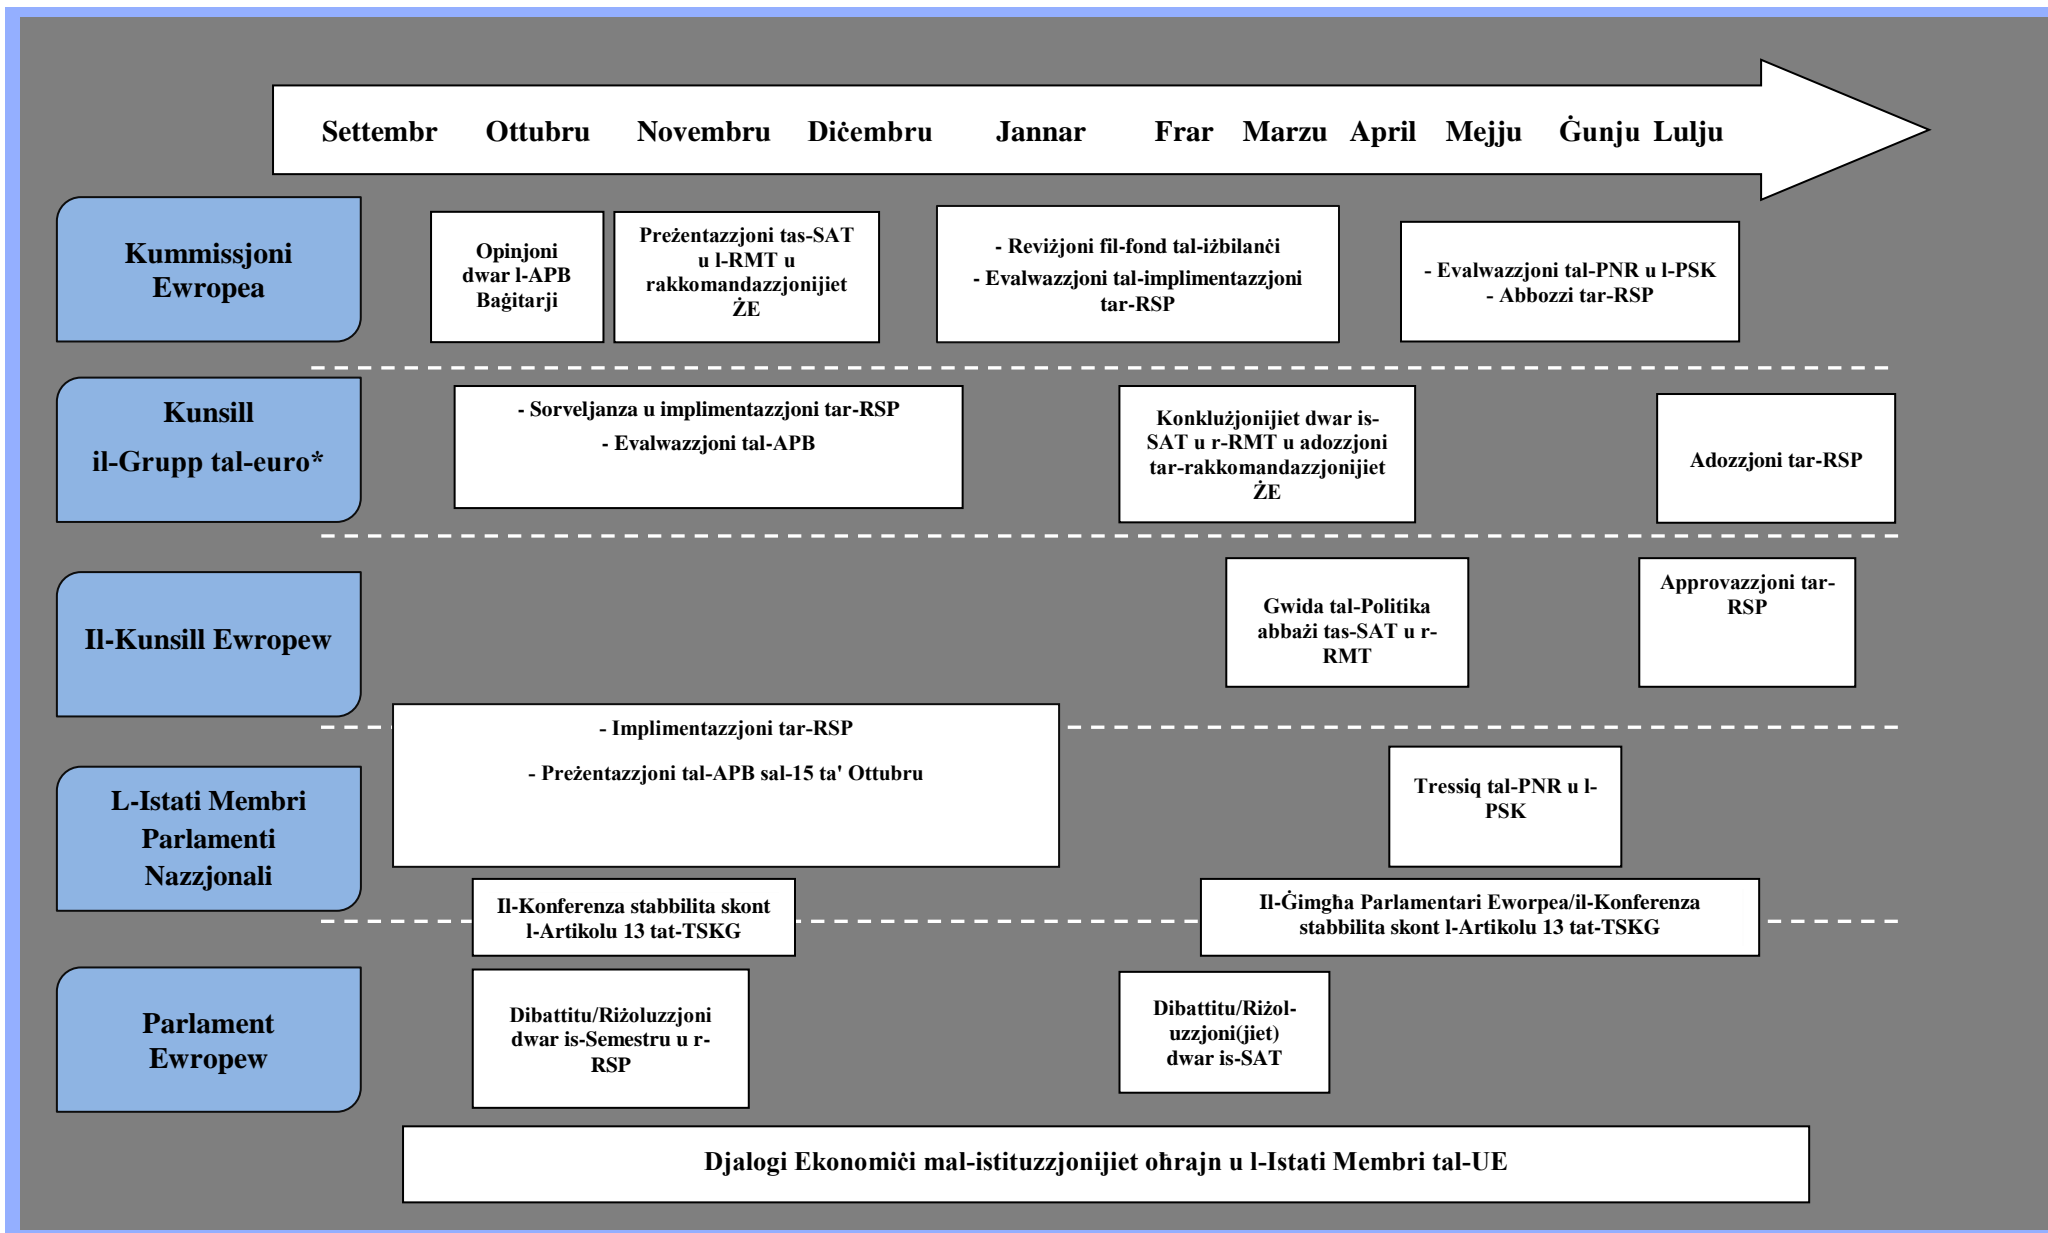 Settembr Ottubru Novembru Diċembru Jannar Frar Marzu April Mejju Ġunju Lulju
Kummissjoni
Ewropea
Opinjoni
dwar l-APB
Baġitarji
Preżentazzjoni tas-SAT
u l-RMT u
rakkomandazzjonijiet
ŻE
- Reviżjoni fil-fond tal-iżbilanċi
- Evalwazzjoni tal-implimentazzjoni
tar-RSP
- Evalwazzjoni tal-PNR u l-PSK
- Abbozzi tar-RSP
Kunsill
il-Grupp tal-euro*
- Sorveljanza u implimentazzjoni tar-RSP
- Evalwazzjoni tal-APB
Konklużjonijiet dwar is-
SAT u r-RMT u adozzjoni
tar-rakkomandazzjonijiet
ŻE
Adozzjoni tar-RSP
Il-Kunsill Ewropew
Gwida tal-Politika
abbażi tas-SAT u r-
RMT
Approvazzjoni tar-
RSP
L-Istati Membri
Parlamenti
Nazzjonali
- Implimentazzjoni tar-RSP
- Preżentazzjoni tal-APB sal-15 ta' Ottubru
Tressiq tal-PNR u l-
PSK
Il-Konferenza stabbilita skont
l-Artikolu 13 tat-TSKG
Il-Ġimgħa Parlamentari Eworpea/il-Konferenza
stabbilita skont l-Artikolu 13 tat-TSKG
Parlament
Ewropew
Dibattitu/Riżoluzzjoni
dwar is-Semestru u r-
RSP
Dibattitu/Riżol-
uzzjoni(jiet)
dwar is-SAT
Djalogi Ekonomiċi mal-istituzzjonijiet oħrajn u l-Istati Membri tal-UE